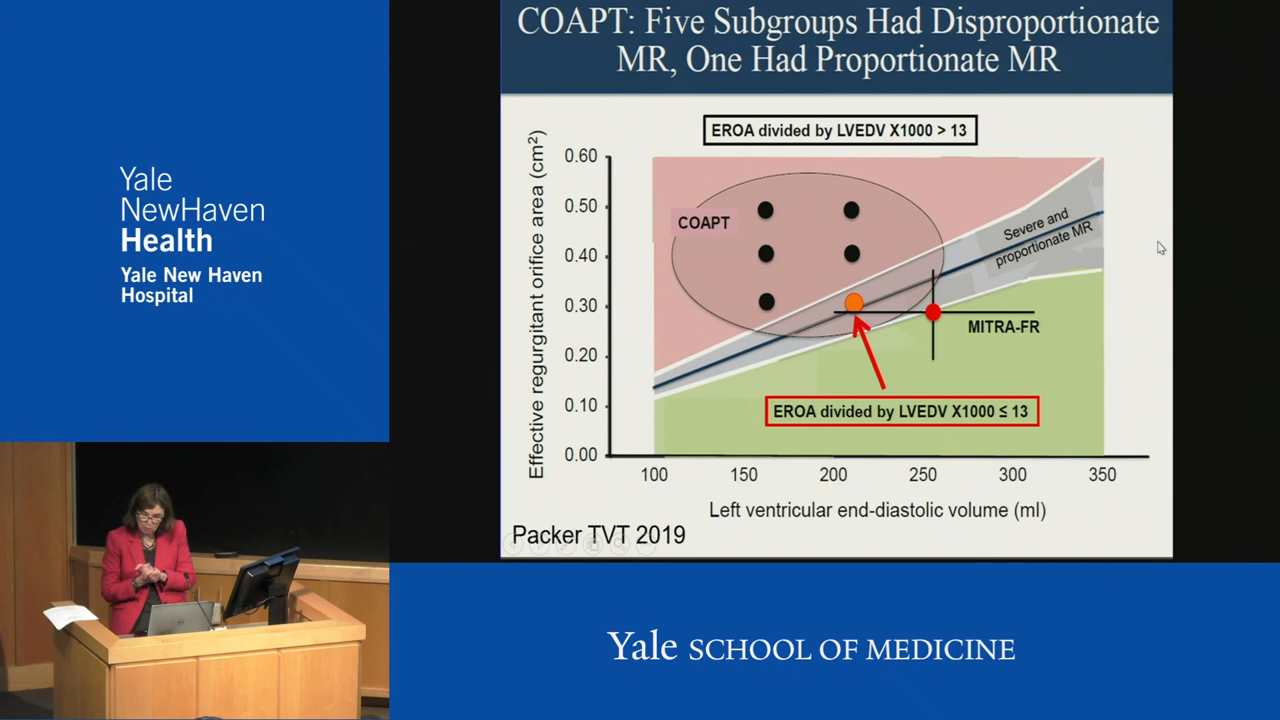 Yale
NewHaven
Health
Yale New Haven
Hospital
COAPT: Five Subgroups Had Disproportionate
MR, One Had Proportionate MR
EROA divided by LVEDV X1000 > 13
Effective regurgitant orifice area (cm²)
0.60
0.50
0.40
0.30
0.20
0.10
0.00
COAPT
Severe and
proportionate MR
MITRA-FR
EROA divided by LVEDV X1000 ≤ 13
100
150
200
250
300
350
Left ventricular end-diastolic volume (ml)
Packer TVT 2019
Yale SCHOOL OF MEDICINE